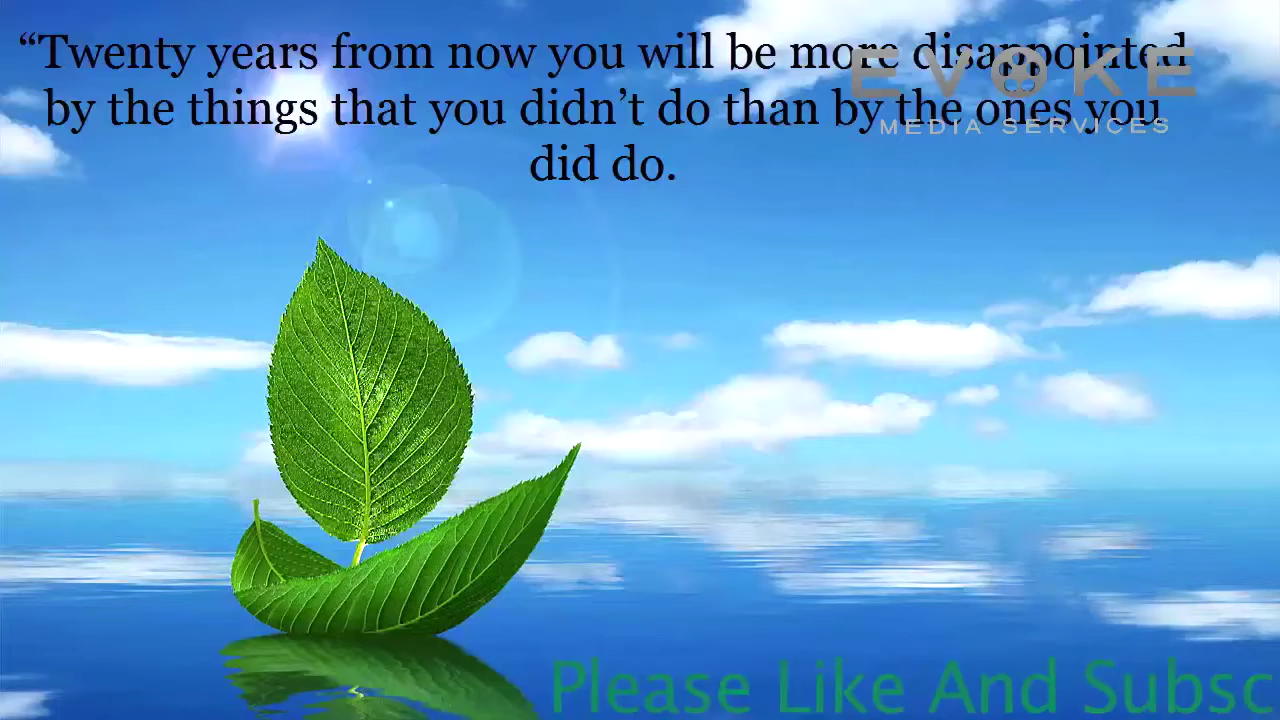 “Twenty years from now you will be more disappointed
by the things that you didn’t do than by the ones you
did do.
EVOKE
MEDIA SERVICES
Please Like And Subsc